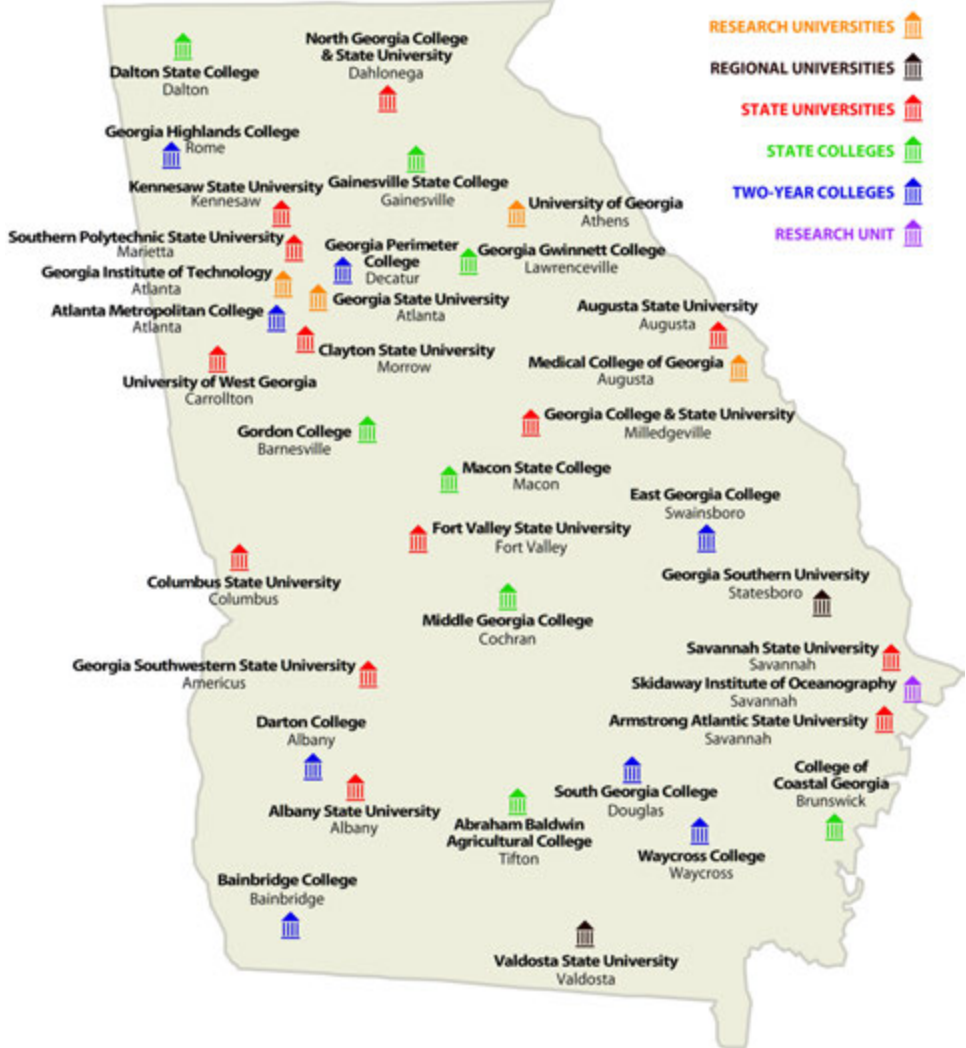 RESEARCH UNIVERSITIES
REGIONAL UNIVERSITIES
STATE UNIVERSITIES
STATE COLLEGES
TWO-YEAR COLLEGES
RESEARCH UNIT
North Georgia College
& State University
Dahlonega
Dalton State College
Dalton
Georgia Highlands College
Rome
Kennesaw State University
Kennesaw
Gainesville State College
Gainesville
University of Georgia
Athens
Southern Polytechnic State University
Marietta
Georgia Perimeter
College
Decatur
Georgia Gwinnett College
Lawrenceville
Georgia Institute of Technology
Atlanta
Georgia State University
Atlanta
Atlanta Metropolitan College
Atlanta
Augusta State University
Augusta
Clayton State University
Morrow
Medical College of Georgia
Augusta
University of West Georgia
Carrollton
Georgia College & State University
Milledgeville
Gordon College
Barnesville
Macon State College
Macon
East Georgia College
Swainsboro
Fort Valley State University
Fort Valley
Columbus State University
Columbus
Georgia Southern University
Statesboro
Middle Georgia College
Cochran
Savannah State University
Savannah
Georgia Southwestern State University
Americus
Skidaway Institute of Oceanography
Savannah
Armstrong Atlantic State University
Savannah
Darton College
Albany
College of
Coastal Georgia
Brunswick
South Georgia College
Douglas
Albany State University
Albany
Abraham Baldwin
Agricultural College
Tifton
Waycross College
Waycross
Bainbridge College
Bainbridge
Valdosta State University
Valdosta